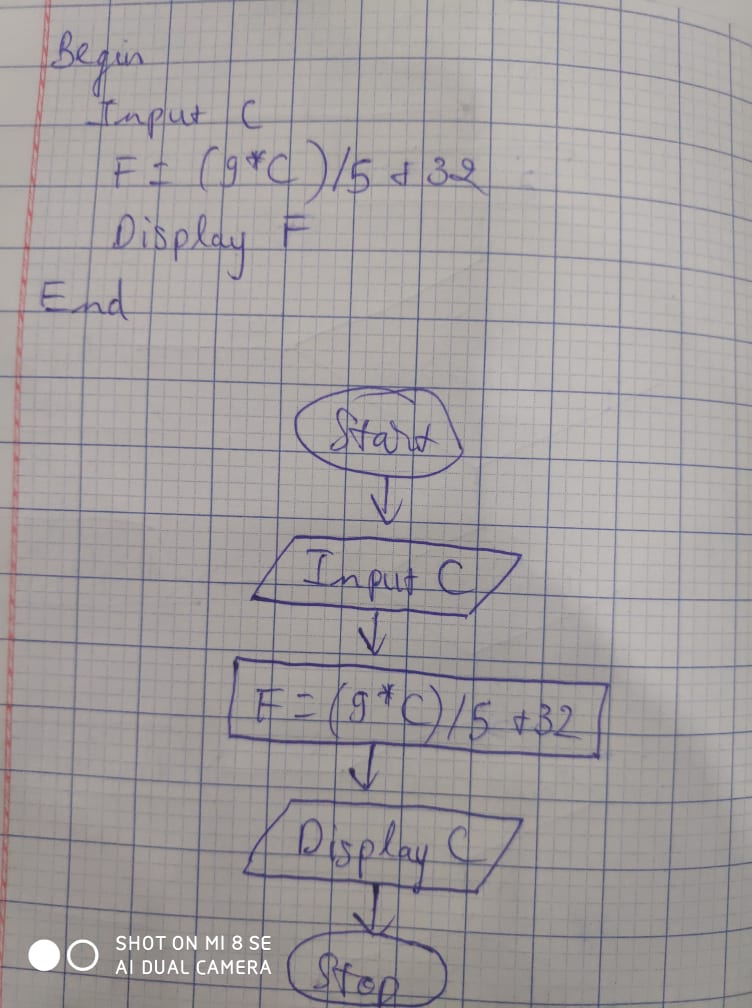 Begin
Input C
F = (9*C)/5 + 32
Display F
End
Start
Input C
F = (9*C)/5 +32
Display C
Stop
SHOT ON MI 8 SE
AI DUAL CAMERA